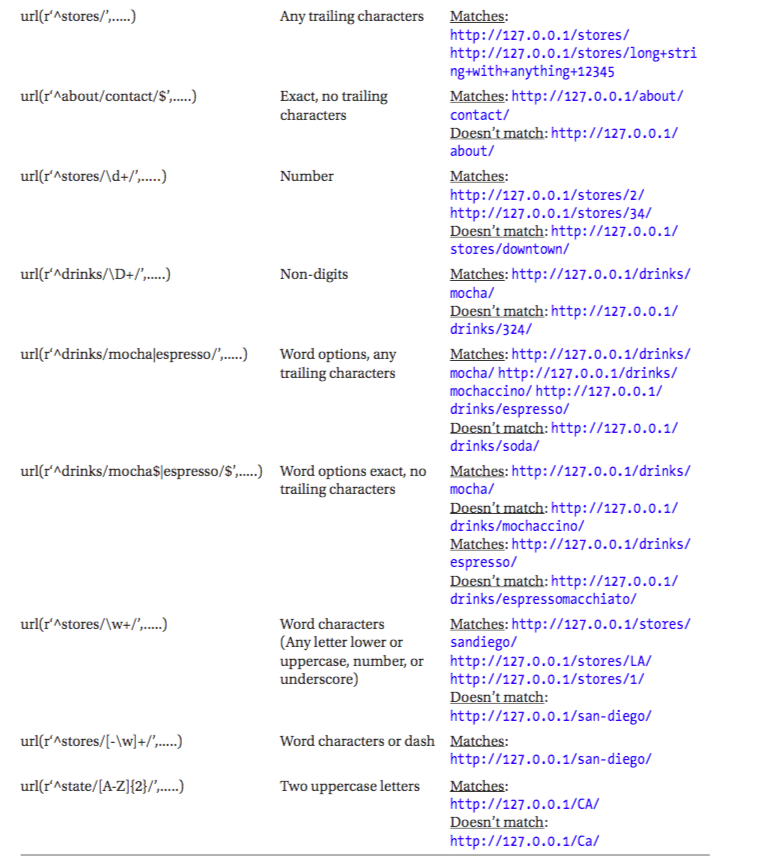 url(r‘^stores/’,.....) Any trailing characters Matches:
http://127.0.0.1/stores/
http://127.0.0.1/stores/long+stri
ng+with+anything+12345
url(r‘^about/contact/$’,.....) Exact, no trailing Matches: http://127.0.0.1/about/
characters contact/
Doesn’t match: http://127.0.0.1/
about/
url(r‘^stores/\d+/’,.....) Number Matches:
http://127.0.0.1/stores/2/
http://127.0.0.1/stores/34/
Doesn’t match: http://127.0.0.1/
stores/downtown/
url(r‘^drinks/\D+/’,.....) Non-digits Matches: http://127.0.0.1/drinks/
mocha/
Doesn’t match: http://127.0.0.1/
drinks/324/
url(r‘^drinks/mocha|espresso/’,.....) Word options, any Matches: http://127.0.0.1/drinks/
trailing characters mocha/ http://127.0.0.1/drinks/
mochaccino/ http://127.0.0.1/
drinks/espresso/
Doesn’t match: http://127.0.0.1/
drinks/soda/
url(r‘^drinks/mocha$|espresso/$’,.....) Word options exact, no Matches: http://127.0.0.1/drinks/
trailing characters mocha/
Doesn’t match: http://127.0.0.1/
drinks/mochaccino/
Matches: http://127.0.0.1/drinks/
espresso/
Doesn’t match: http://127.0.0.1/
drinks/espressomacchiato/
url(r‘^stores/\w+/’,.....) Word characters Matches: http://127.0.0.1/stores/
(Any letter lower or sandiego/
uppercase, number, or http://127.0.0.1/stores/LA/
underscore) http://127.0.0.1/stores/1/
Doesn’t match:
http://127.0.0.1/san-diego/
url(r‘^stores/[-\w]+/’,.....) Word characters or dash Matches:
http://127.0.0.1/san-diego/
url(r‘^state/[A-Z]{2}/’,.....) Two uppercase letters Matches:
http://127.0.0.1/CA/
Doesn’t match:
http://127.0.0.1/Ca/